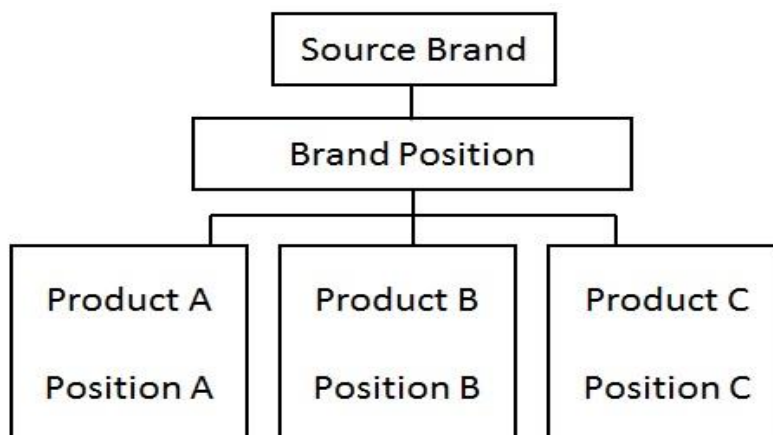 Source Brand
Brand Position
Product A
Position A
Product B
Position B
Product C
Position C